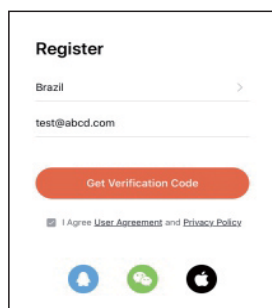 Register
Brazil
test@abcd.com
Get Verification Code
I Agree User Agreement and Privacy Policy